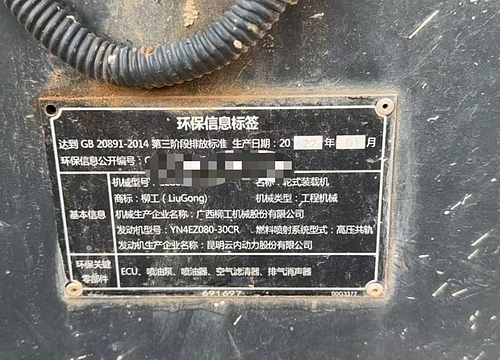 环保信息标签
达到 GB 20891-2014 第三阶段排放标准 生产日期: 20 22 年 01 月
环保信息公开编号:
机械型号: 名称: 轮式装载机
商标: 柳工 (LiuGong) 机械类型: 工程机械
基本信息 机械生产企业名称: 广西柳工机械股份有限公司
发动机型号: YN4EZ080-30CR 燃料喷射系统型式: 高压共轨
发动机生产企业名称: 昆明云内动力股份有限公司
环保关键
零部件 ECU、喷油泵、喷油器、空气滤清器、排气消声器
691697